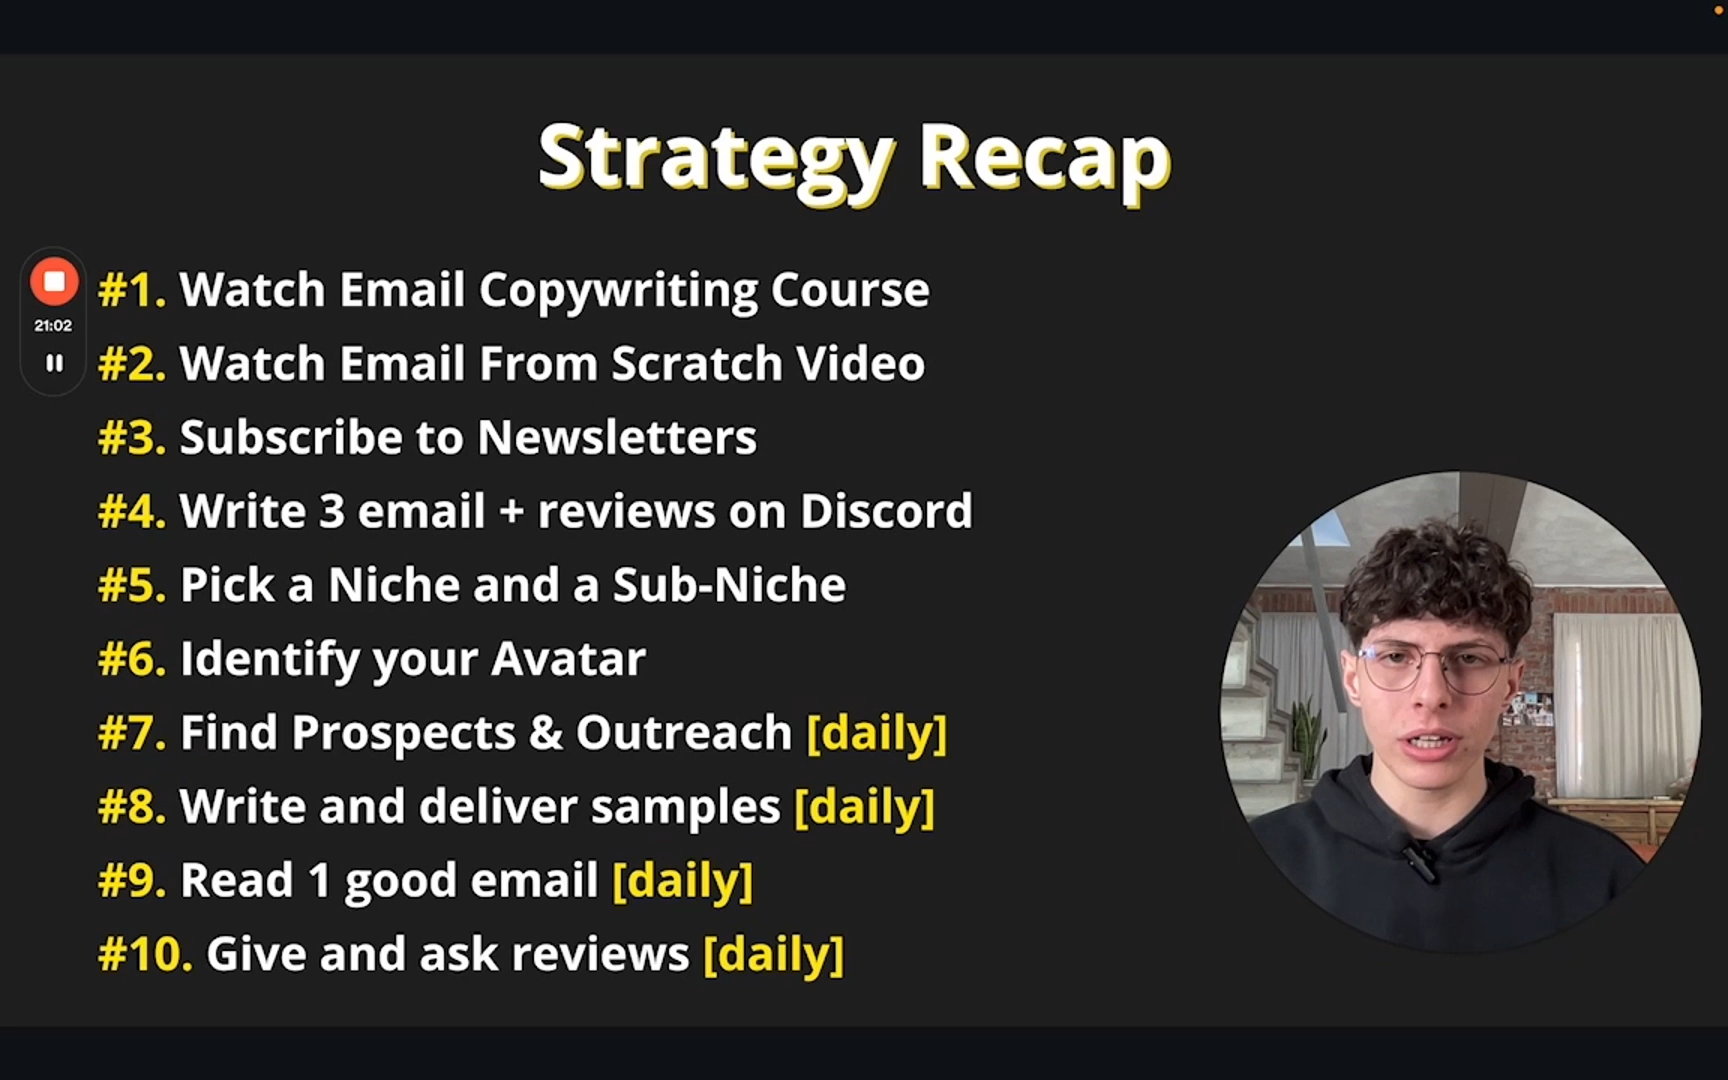 Strategy Recap
21:02
#1. Watch Email Copywriting Course
#2. Watch Email From Scratch Video
#3. Subscribe to Newsletters
#4. Write 3 email + reviews on Discord
#5. Pick a Niche and a Sub-Niche
#6. Identify your Avatar
#7. Find Prospects & Outreach [daily]
#8. Write and deliver samples [daily]
#9. Read 1 good email [daily]
#10. Give and ask reviews [daily]